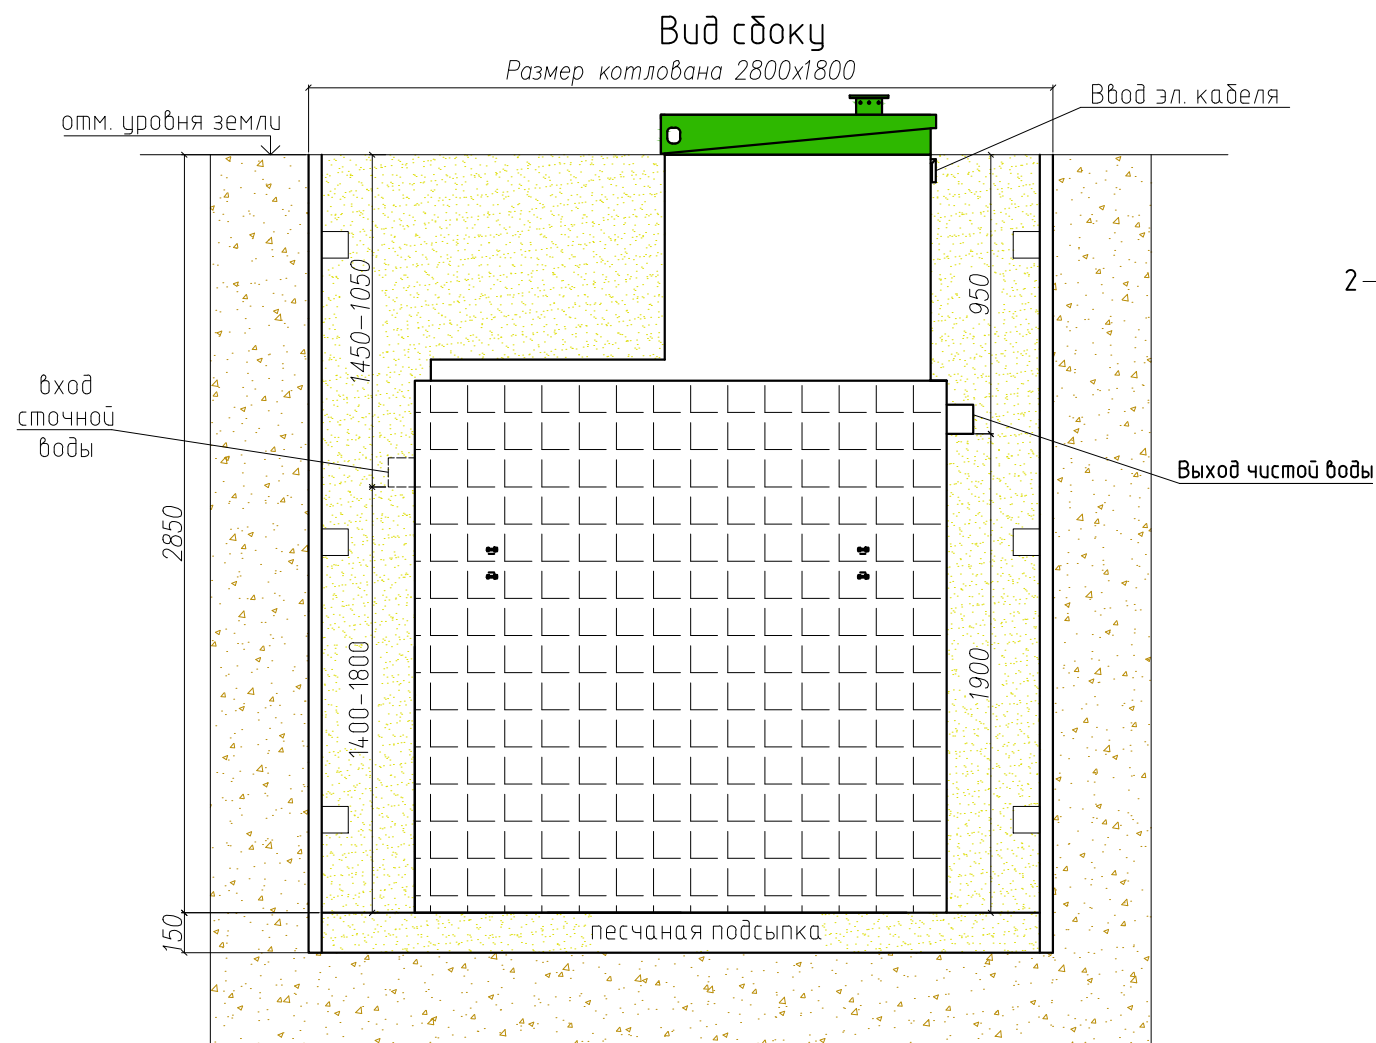 Вид сбоку
Размер котлована 2800х1800
Ввод эл. кабеля
отм. уровня земли
1450-1050
950
2
вход
сточной
воды
Выход чистой воды
2850
1400-1800
1900
150
песчаная подсыпка